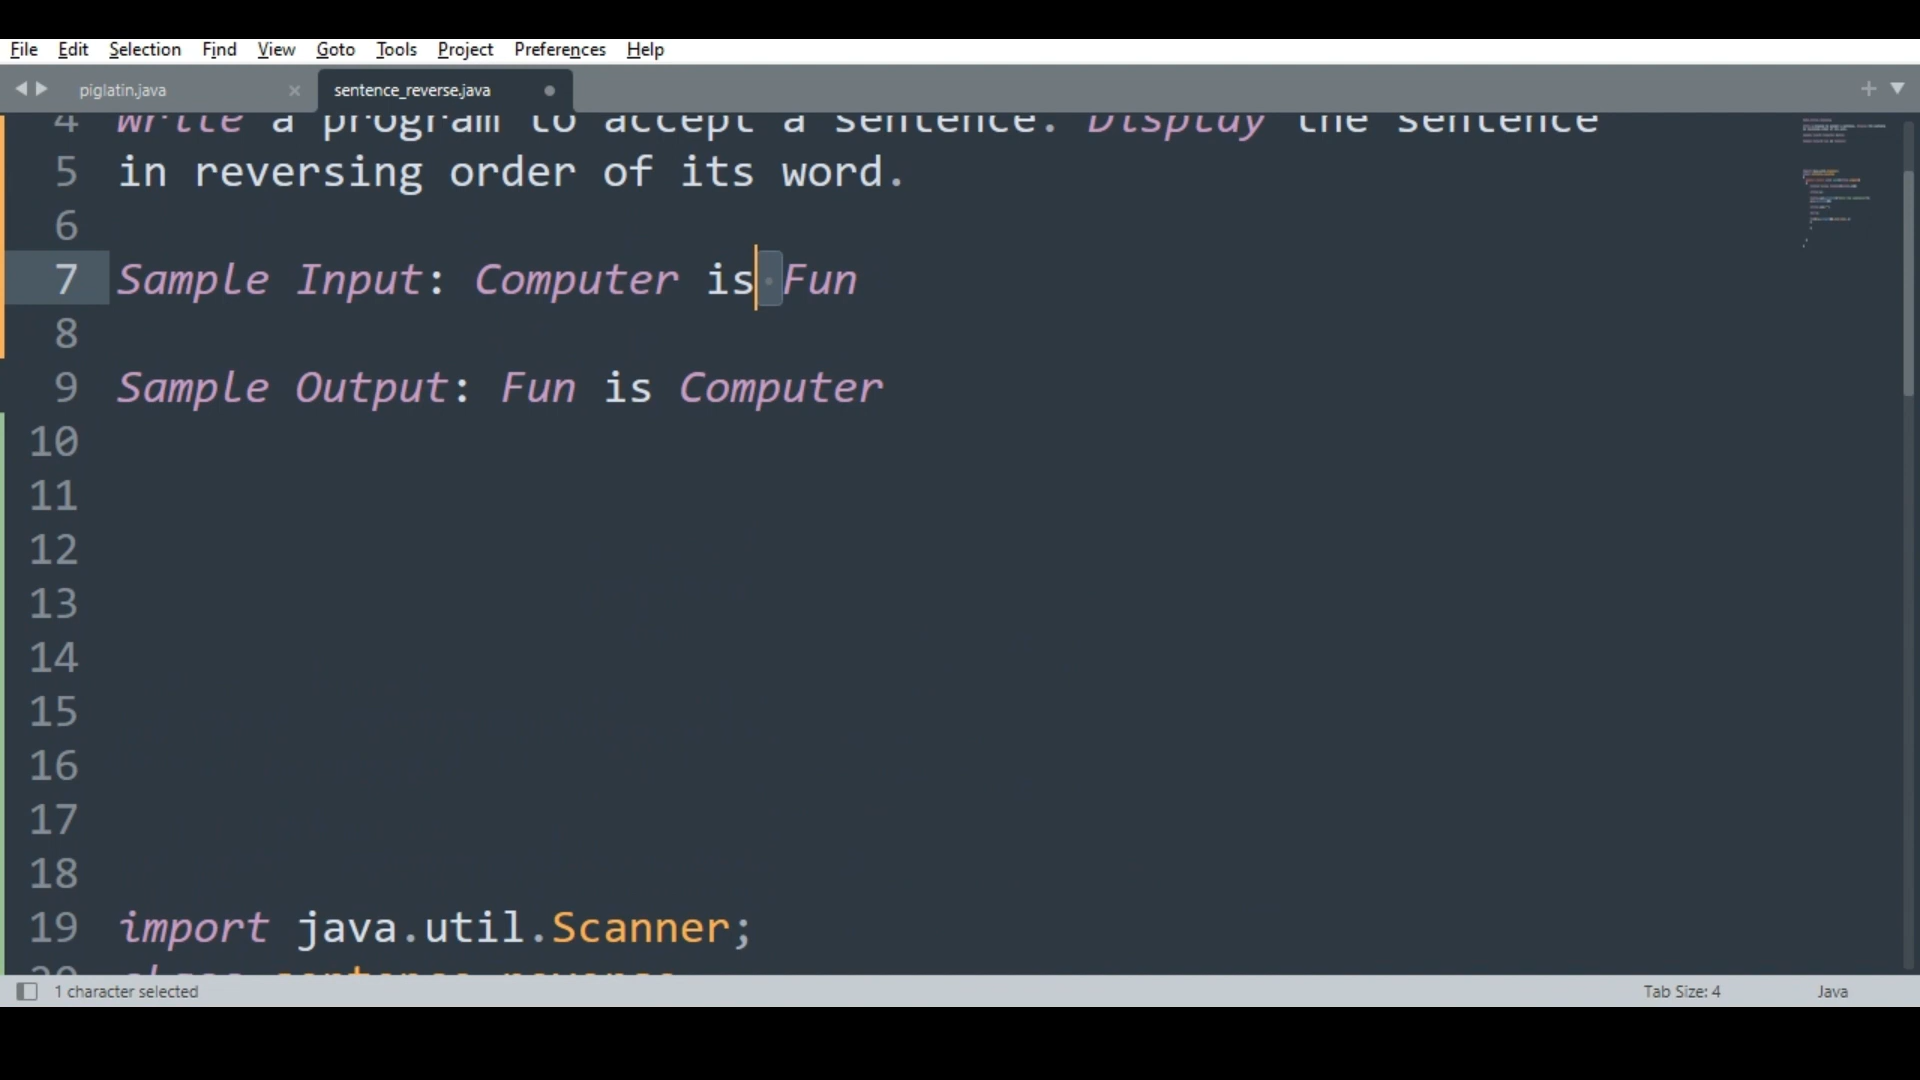 File Edit Selection Find View Goto Tools Project Preferences Help
piglatin.java sentence_reverse.java
4 Write a program to accept a sentence. Display the sentence
5 in reversing order of its word.
6
7 Sample Input: Computer is Fun
8
9 Sample Output: Fun is Computer
10
11
12
13
14
15
16
17
18
19 import java.util.Scanner;
20 class sentence_reverse
1 character selected Tab Size: 4 Java